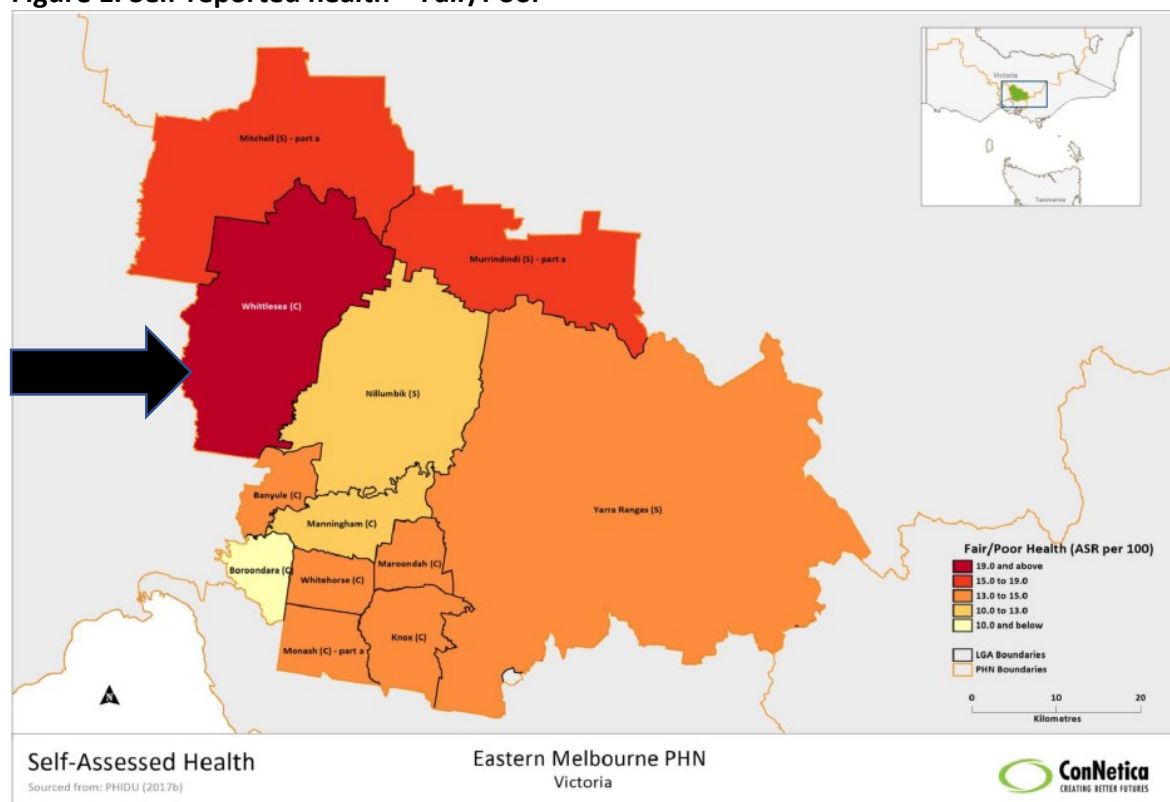 Victoria
Tasmania
Mitchell (S) - part a
Murrindindi (S) - part a
Whittlesea (C)
Nillumbik (S)
Banyule (C)
Manningham (C)
Yarra Ranges (S)
Maroondah (C)
Boroondara (C)
Whitehorse (C)
Knox (C)
Monash (C) - part a
Fair/Poor Health (ASR per 100)
19.0 and above
15.0 to 19.0
13.0 to 15.0
10.0 to 13.0
10.0 and below
LGA Boundaries
PHN Boundaries
0 10 20
Kilometres
N
Self-Assessed Health
Sourced from: PHIDU (2017b)
Eastern Melbourne PHN
Victoria
ConNetica
CREATING BETTER FUTURES